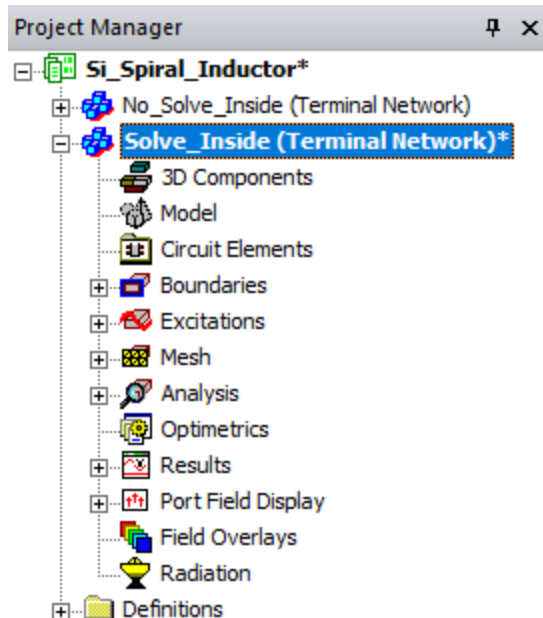 Project Manager
Si_Spiral_Inductor*
No_Solve_Inside (Terminal Network)
Solve_Inside (Terminal Network)*
3D Components
Model
Circuit Elements
Boundaries
Excitations
Mesh
Analysis
Optimetrics
Results
Port Field Display
Field Overlays
Radiation
Definitions